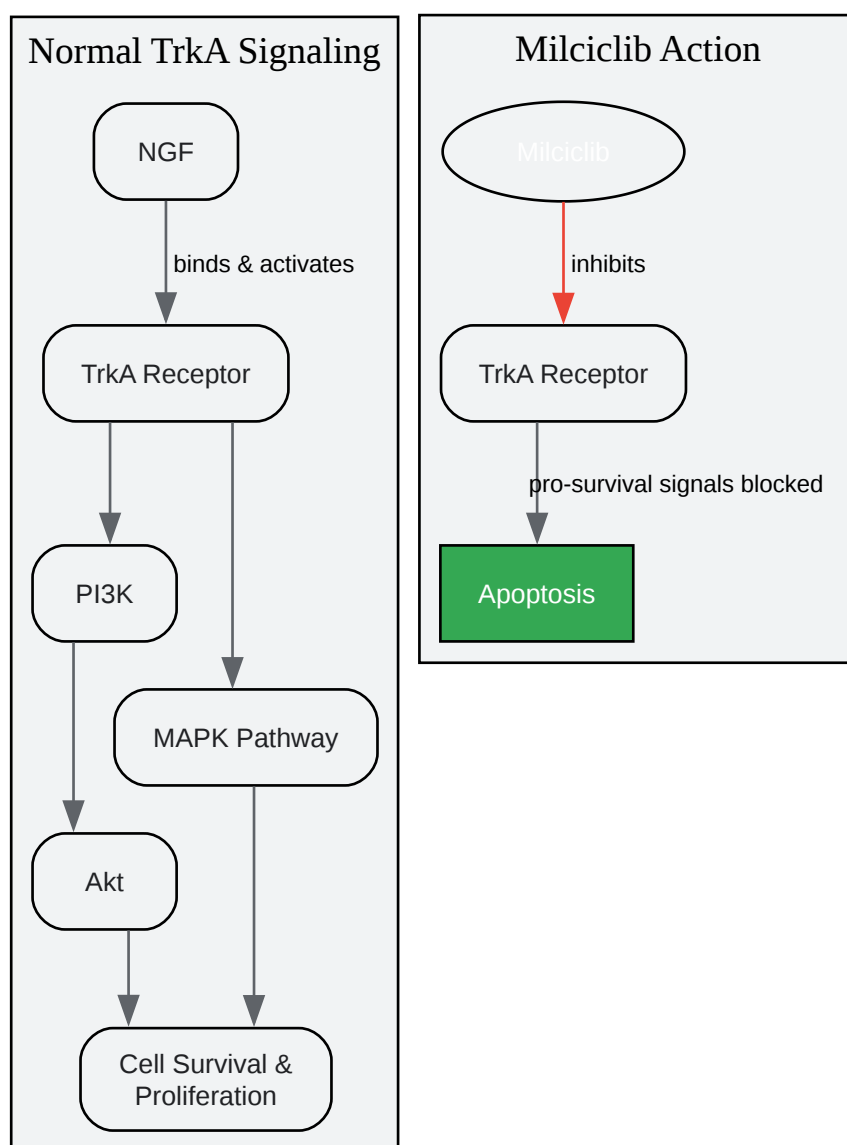 Normal TrkA Signaling
NGF
binds & activates
TrkA Receptor
PI3K
MAPK Pathway
Akt
Cell Survival &
Proliferation
Milciclib Action
Milciclib
inhibits
TrkA Receptor
pro-survival signals blocked
Apoptosis